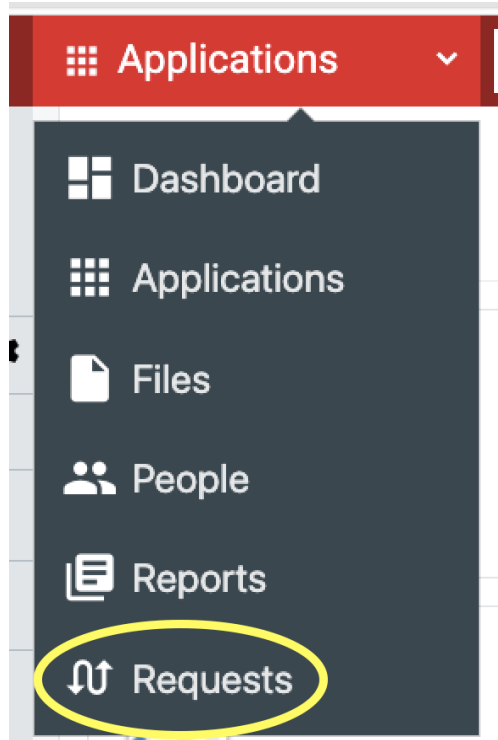 Applications
Dashboard
Applications
Files
People
Reports
Requests